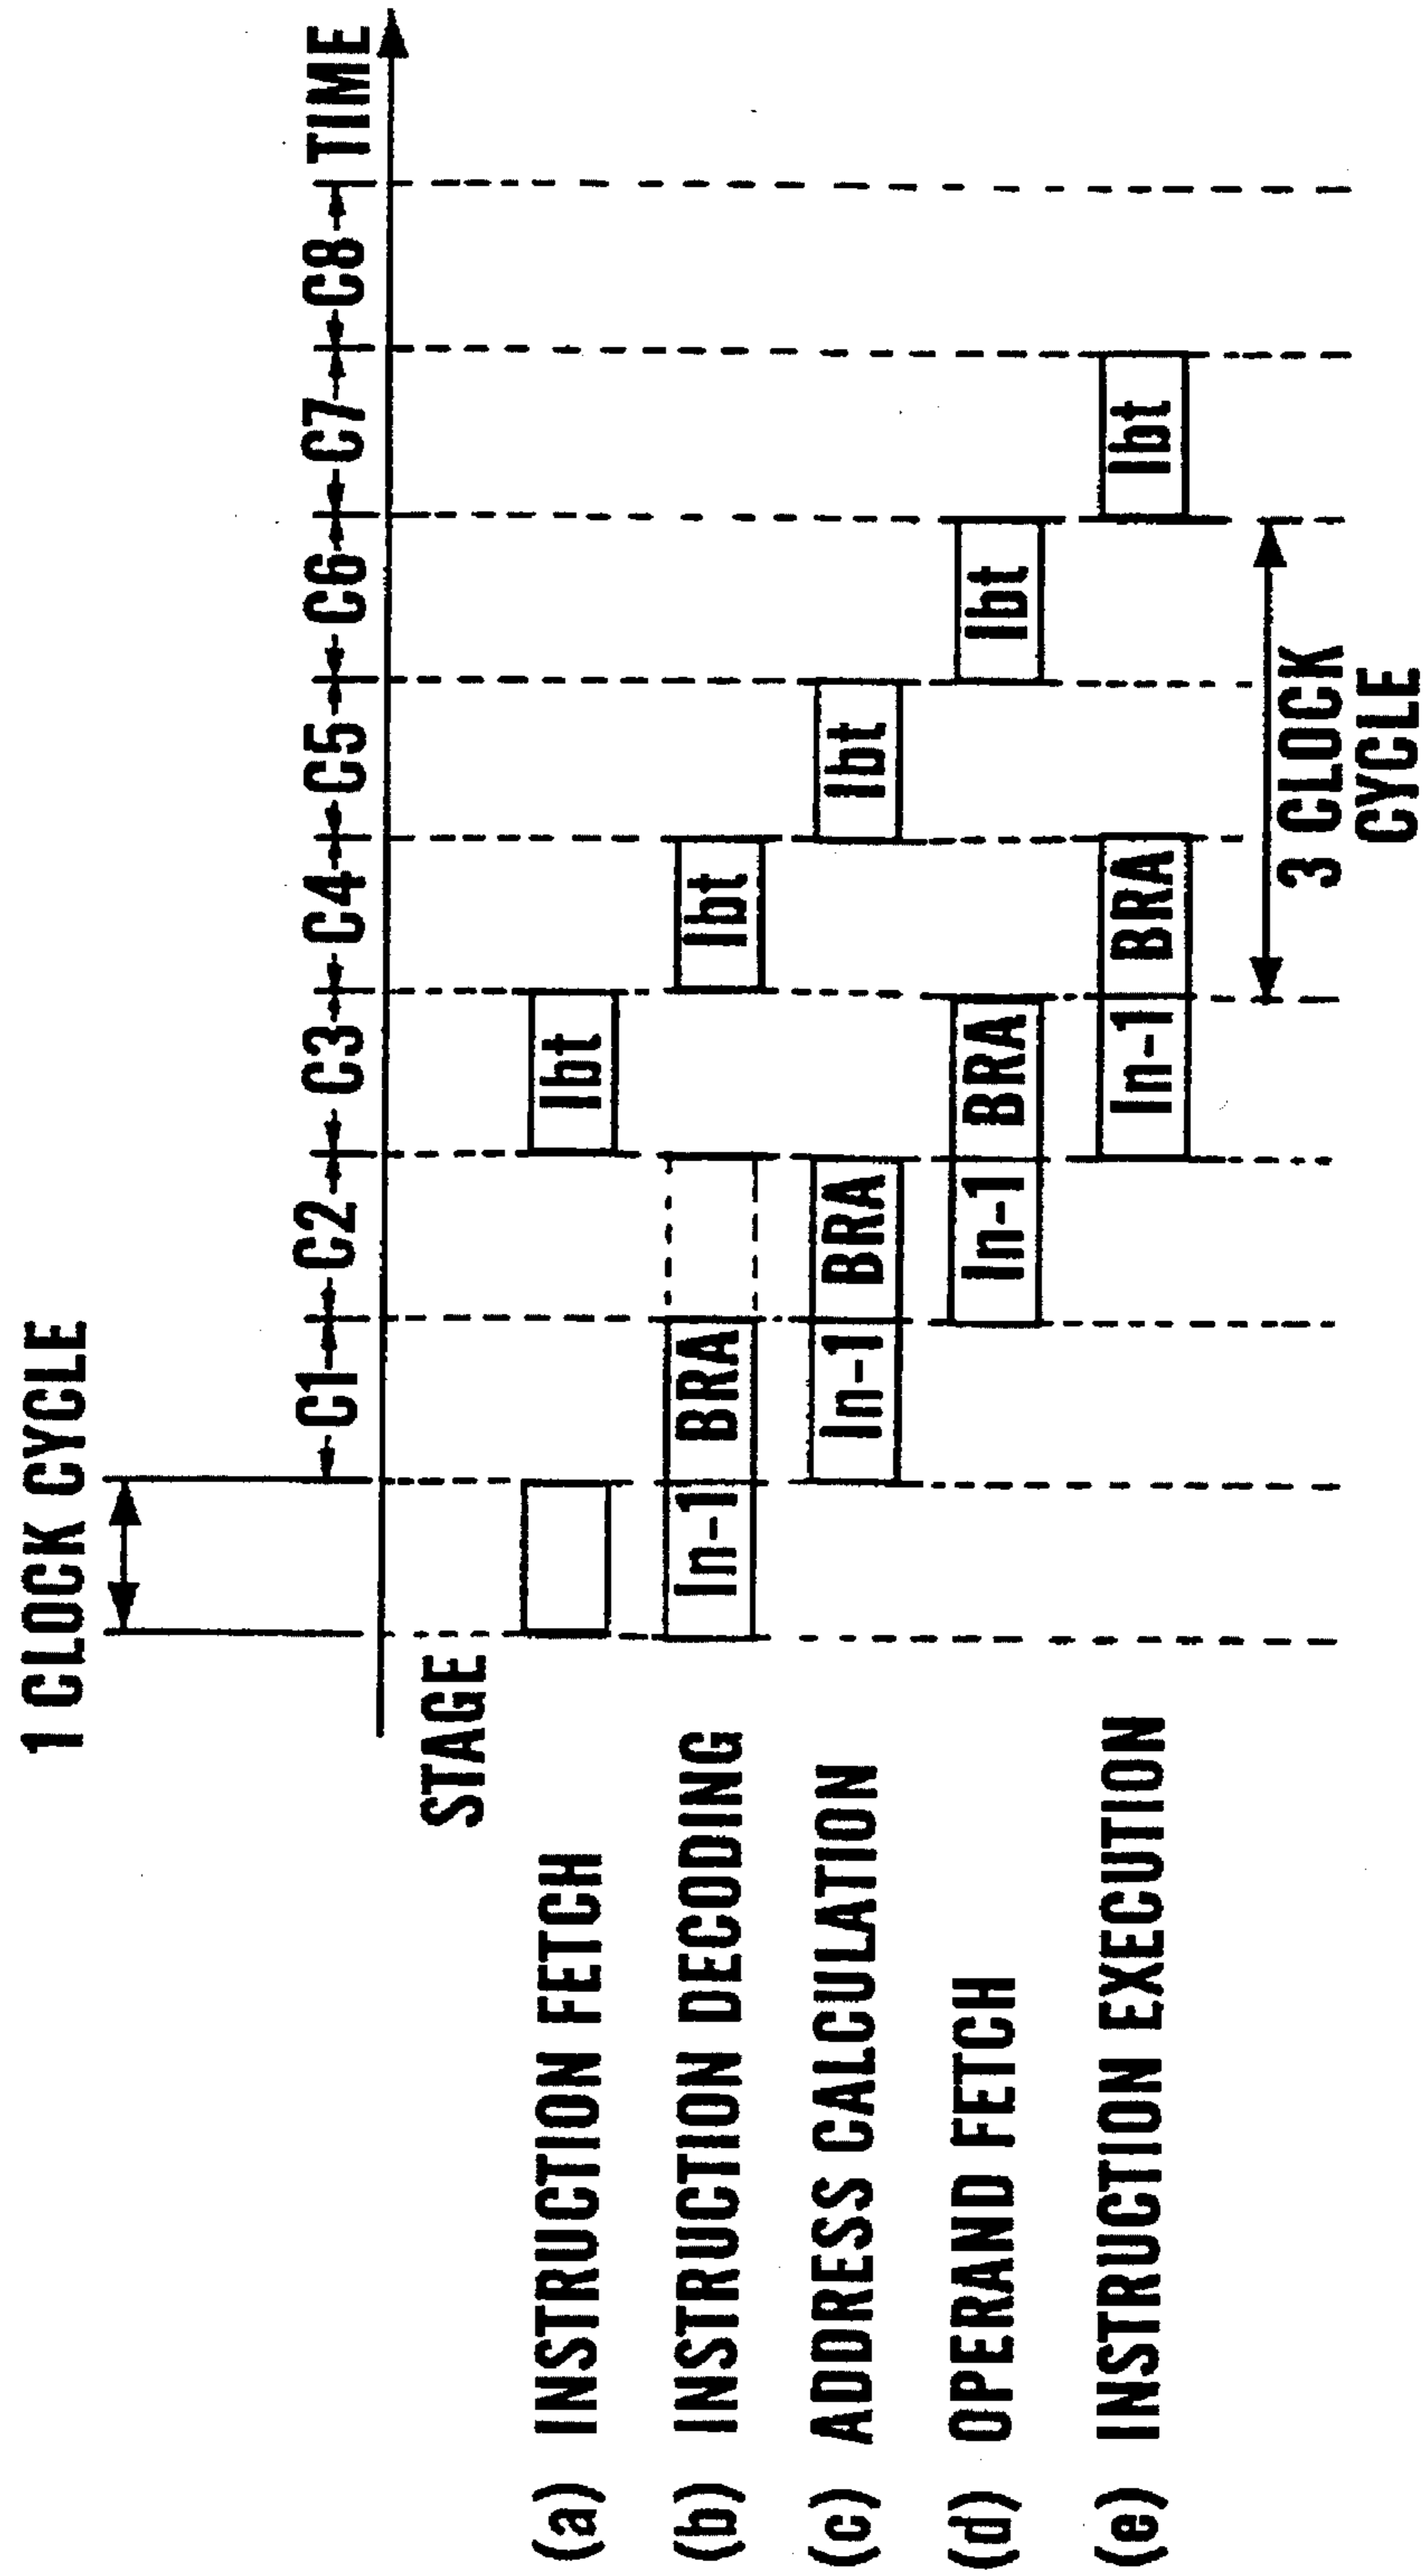 1 CLOCK CYCLE
C1 C2 C3 C4 C5 C6 C7 C8 TIME
STAGE
(a) INSTRUCTION FETCH Ibt
(b) INSTRUCTION DECODING In-1 BRA Ibt
(c) ADDRESS CALCULATION In-1 BRA Ibt
(d) OPERAND FETCH In-1 BRA Ibt
(e) INSTRUCTION EXECUTION In-1 BRA Ibt
3 CLOCK
CYCLE